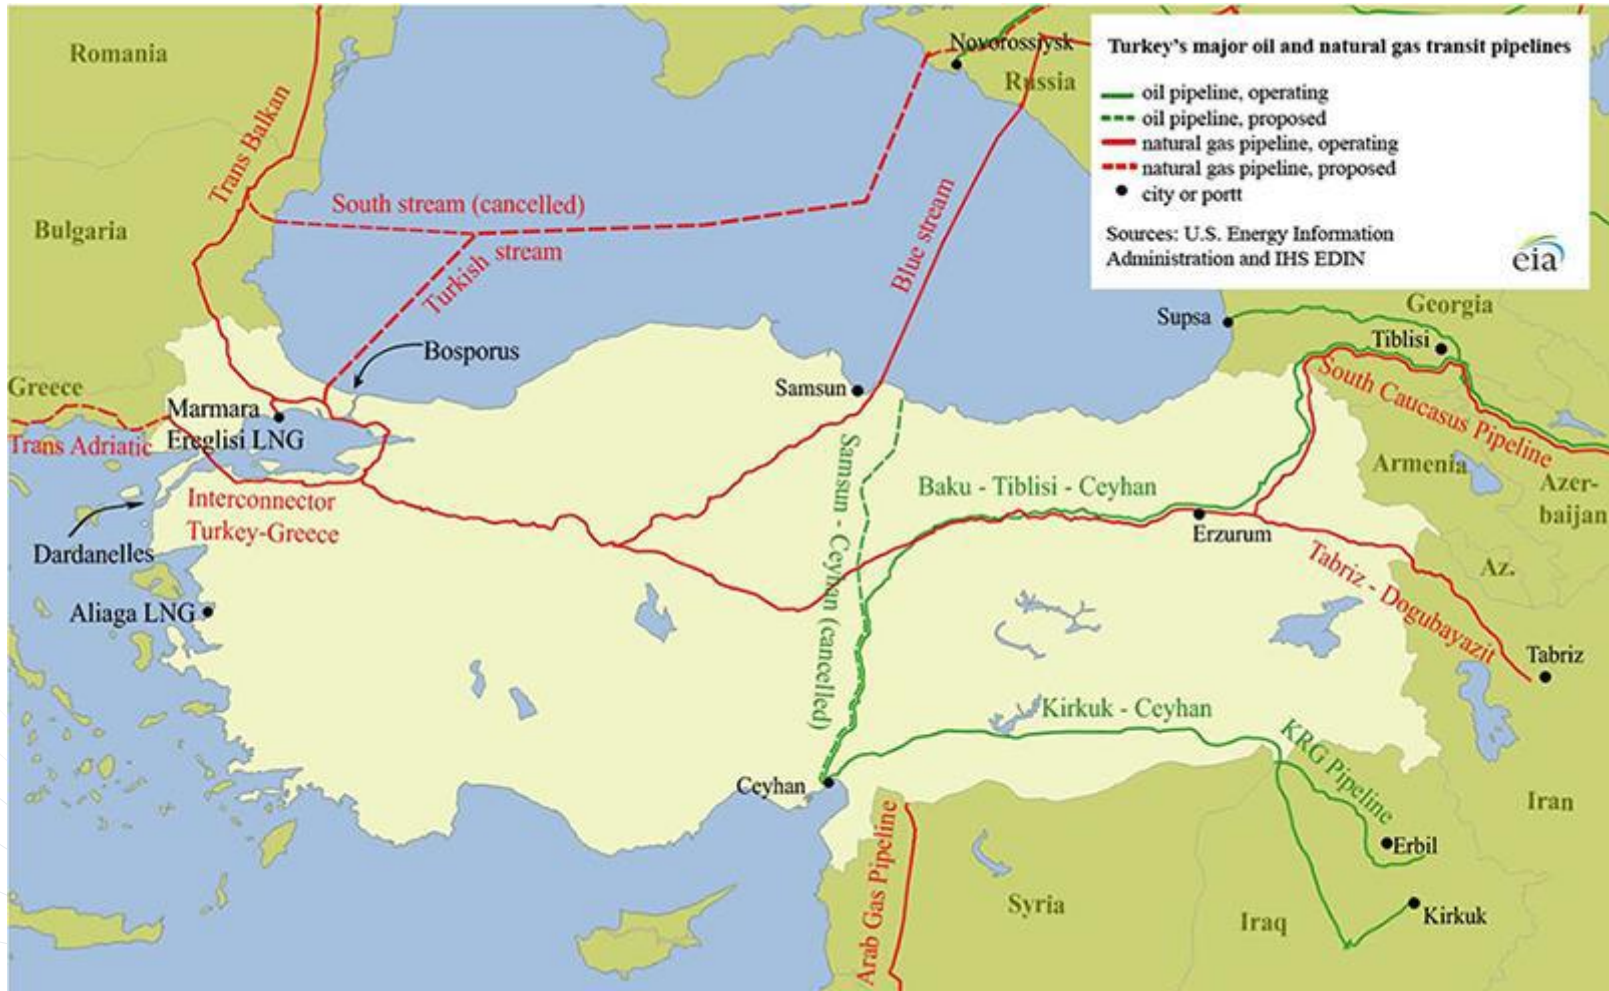 Turkey's major oil and natural gas transit pipelines
oil pipeline, operating
oil pipeline, proposed
natural gas pipeline, operating
natural gas pipeline, proposed
city or portt
Sources: U.S. Energy Information
Administration and IHS EDIN
eia
Romania
Novorossiysk
Russia
Trans Balkan
South stream (cancelled)
Turkish stream
Blue stream
Bulgaria
Georgia
Supsa
Tiblisi
South Caucasus Pipeline
Bosporus
Greece
Samsun
Marmara
Ereglisi LNG
Trans Adriatic
Armenia
Azer-
baijan
Samsun - Ceyhan (cancelled)
Baku - Tiblisi - Ceyhan
Interconnector
Turkey-Greece
Erzurum
Dardanelles
Az.
Tabriz - Dogubayazit
Aliaga LNG
Tabriz
Kirkuk - Ceyhan
KRG Pipeline
Ceyhan
Iran
Arab Gas Pipeline
Erbil
Syria
Iraq
Kirkuk